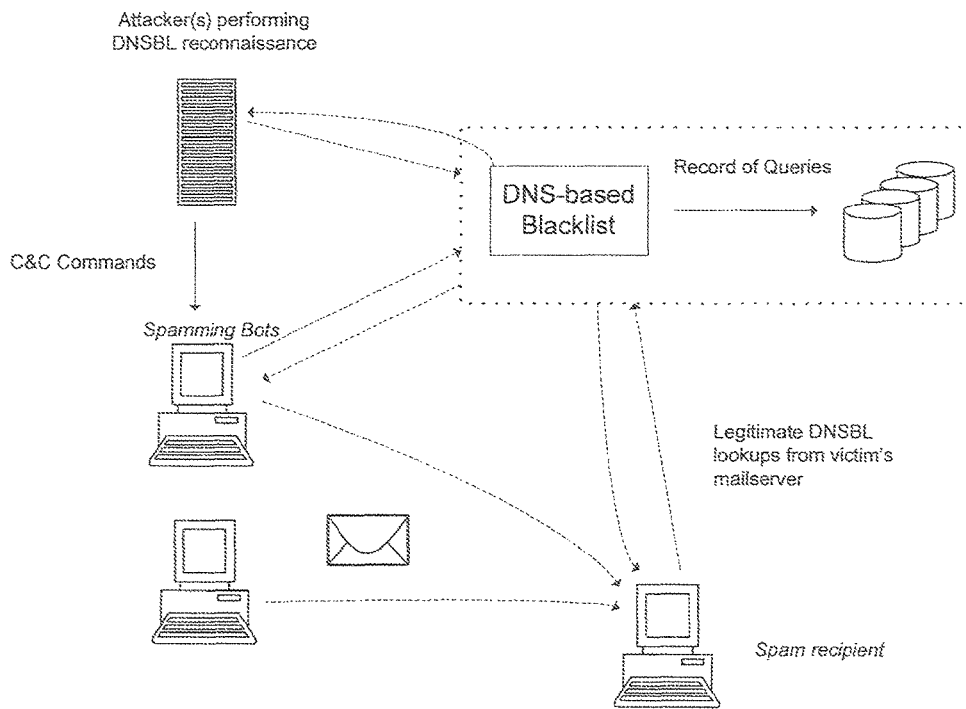 Attacker(s) performing
DNSBL reconnaissance
DNS-based
Blacklist
Record of Queries
C&C Commands
Spamming Bots
Legitimate DNSBL
lookups from victim's
mailserver
Spam recipient